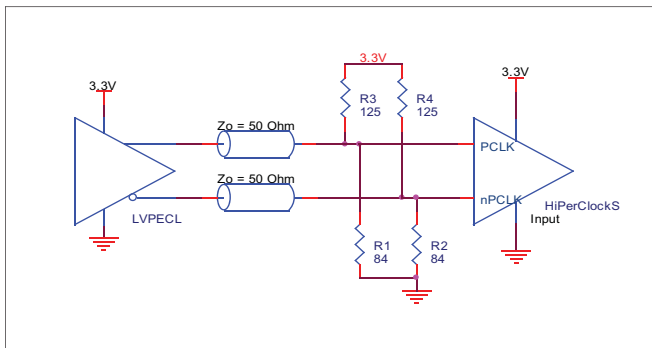 3.3V
3.3V
3.3V
R3
125
R4
125
Zo = 50 Ohm
PCLK
Zo = 50 Ohm
nPCLK
HiPerClockS
Input
LVPECL
R1
84
R2
84